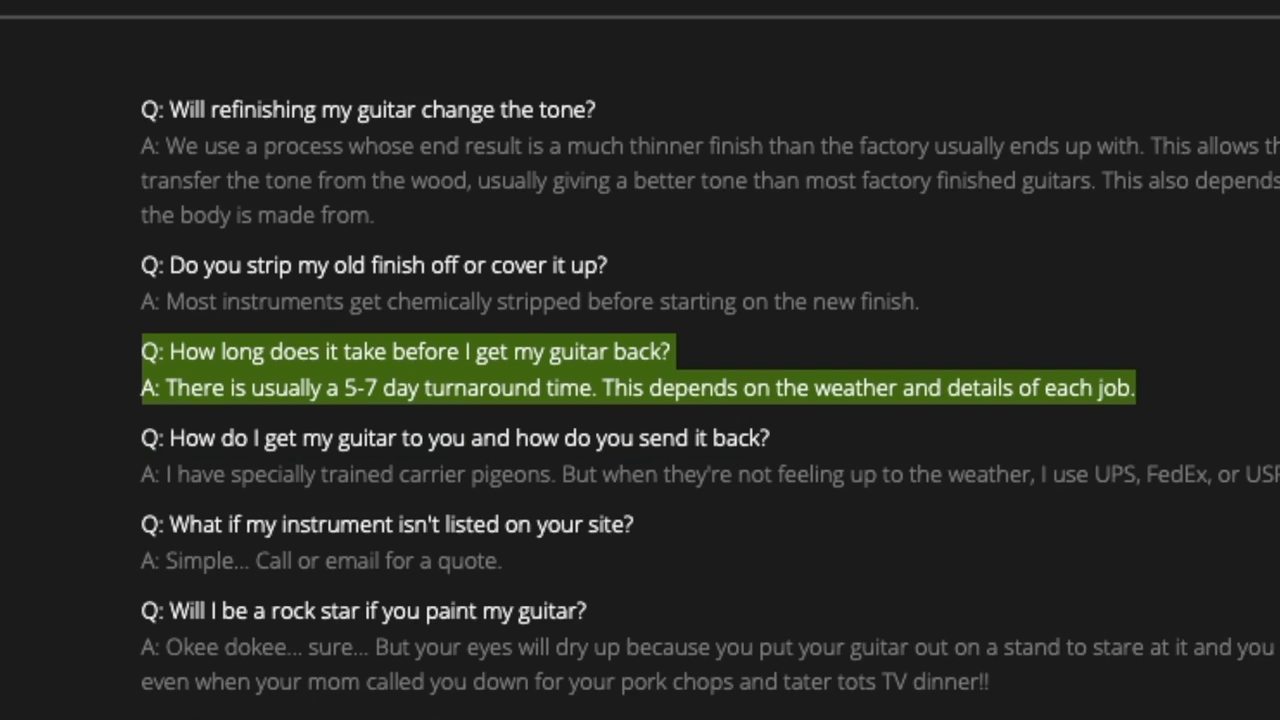 Q: Will refinishing my guitar change the tone?
A: We use a process whose end result is a much thinner finish than the factory usually ends up with. This allows
transfer the tone from the wood, usually giving a better tone than most factory finished guitars. This also depends
the body is made from.
Q: Do you strip my old finish off or cover it up?
A: Most instruments get chemically stripped before starting on the new finish.
Q: How long does it take before I get my guitar back?
A: There is usually a 5-7 day turnaround time. This depends on the weather and details of each job.
Q: How do I get my guitar to you and how do you send it back?
A: I have specially trained carrier pigeons. But when they're not feeling up to the weather, I use UPS, FedEx, or
Q: What if my instrument isn't listed on your site?
A: Simple... Call or email for a quote.
Q: Will I be a rock star if you paint my guitar?
A: Okee dokee... sure... But your eyes will dry up because you put your guitar out on a stand to stare at it and you
even when your mom called you down for your pork chops and tater tots TV dinner!!